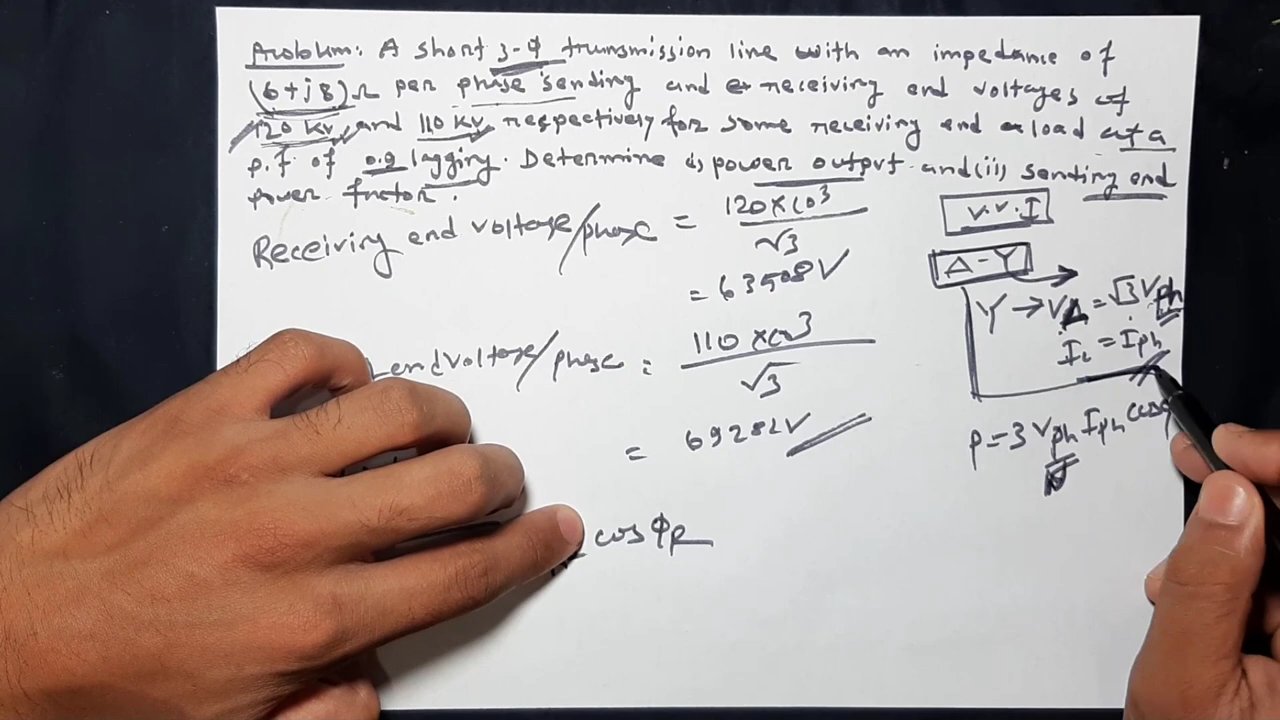 Problem: A short 3-φ transmission line with an impedance of
(6+j8)Ω per phase sending and receiving end voltages of
120 kv and 110 kv respectively for some receiving end load at a
p.f of 0.9 lagging. Determine power output and (ii) sending end
power factor.
Receiving end voltage/phase = 120×10³/√3
= 63508V
end voltage/phase = 110×10³/√3
= 69282V
cos φR
V.V.I
Δ-Y
Y → V = √3 Vph
IL = Iph
P = 3 Vph Iph cos